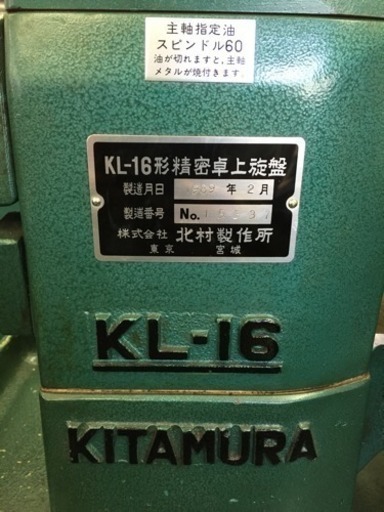 主軸指定油
スピンドル60
油が切れますと、主軸
メタルが焼付きます。
KL-16形精密卓上旋盤
製造月日 年2月
製造番号 No.
株式会社 北村製作所
東京 宮城
KL-16
KITAMURA